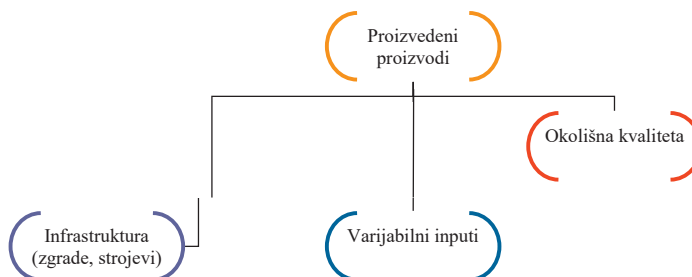 Proizvedeni
proizvodi
Okolišna kvaliteta
Infrastruktura
(zgrade, strojevi)
Varijabilni inputi